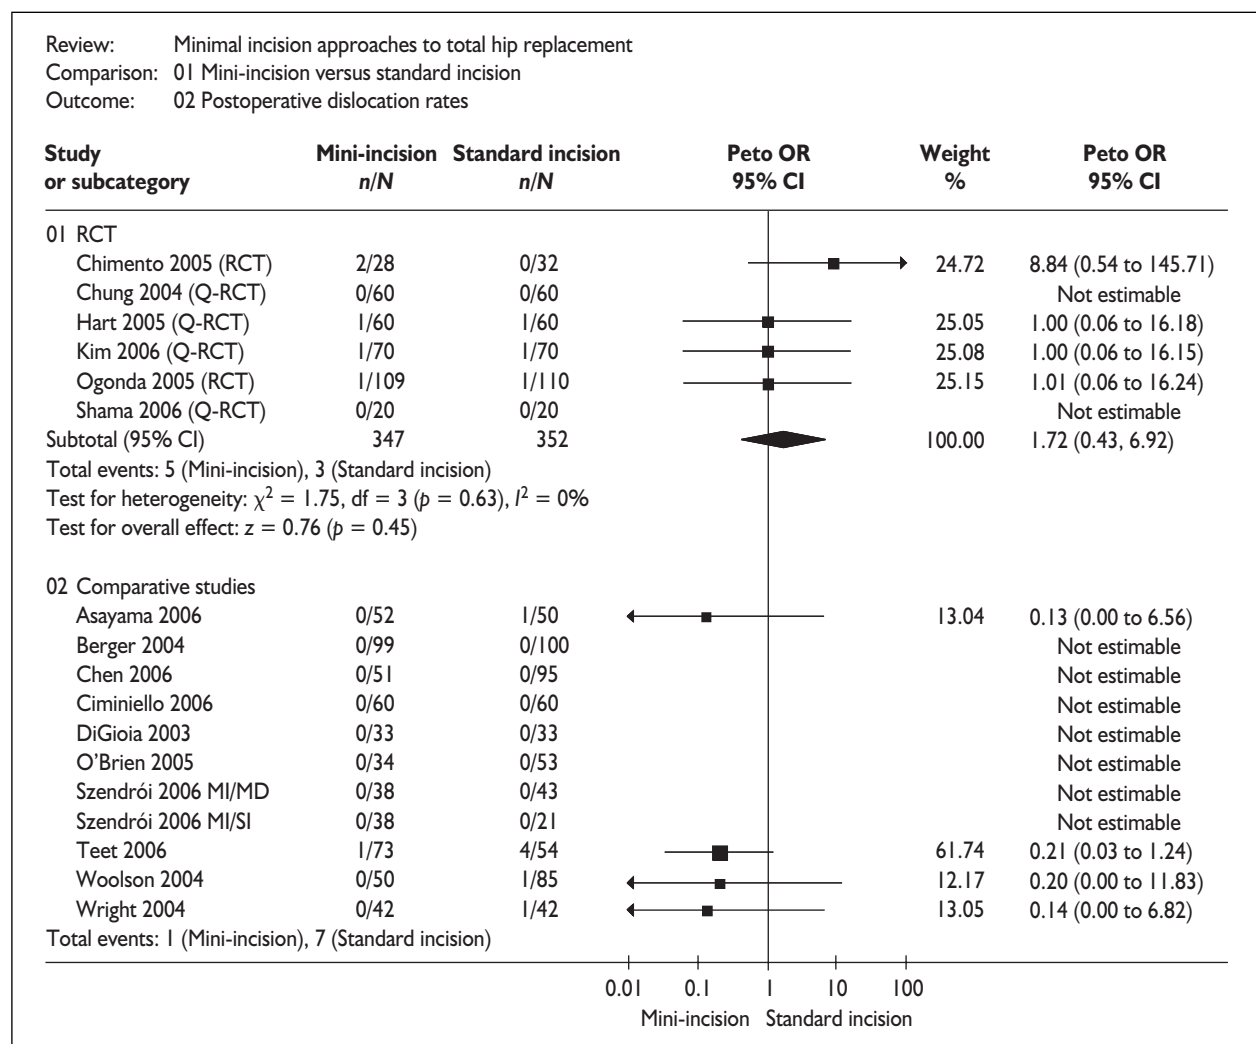 Review: Minimal incision approaches to total hip replacement
Comparison: 01 Mini-incision versus standard incision
Outcome: 02 Postoperative dislocation rates
Study Mini-incision Standard incision Peto OR Weight Peto OR
or subcategory n/N n/N 95% CI % 95% CI
01 RCT
Chimento 2005 (RCT) 2/28 0/32 24.72 8.84 (0.54 to 145.71)
Chung 2004 (Q-RCT) 0/60 0/60 Not estimable
Hart 2005 (Q-RCT) 1/60 1/60 25.05 1.00 (0.06 to 16.18)
Kim 2006 (Q-RCT) 1/70 1/70 25.08 1.00 (0.06 to 16.15)
Ogonda 2005 (RCT) 1/109 1/110 25.15 1.01 (0.06 to 16.24)
Shama 2006 (Q-RCT) 0/20 0/20 Not estimable
Subtotal (95% CI) 347 352 100.00 1.72 (0.43, 6.92)
Total events: 5 (Mini-incision), 3 (Standard incision)
Test for heterogeneity: χ² = 1.75, df = 3 (p = 0.63), I² = 0%
Test for overall effect: z = 0.76 (p = 0.45)
02 Comparative studies
Asayama 2006 0/52 1/50 13.04 0.13 (0.00 to 6.56)
Berger 2004 0/99 0/100 Not estimable
Chen 2006 0/51 0/95 Not estimable
Ciminiello 2006 0/60 0/60 Not estimable
DiGioia 2003 0/33 0/33 Not estimable
O'Brien 2005 0/34 0/53 Not estimable
Szendrói 2006 MI/MD 0/38 0/43 Not estimable
Szendrói 2006 MI/SI 0/38 0/21 Not estimable
Teet 2006 1/73 4/54 61.74 0.21 (0.03 to 1.24)
Woolson 2004 0/50 1/85 12.17 0.20 (0.00 to 11.83)
Wright 2004 0/42 1/42 13.05 0.14 (0.00 to 6.82)
Total events: 1 (Mini-incision), 7 (Standard incision)
0.01 0.1 1 10 100
Mini-incision Standard incision